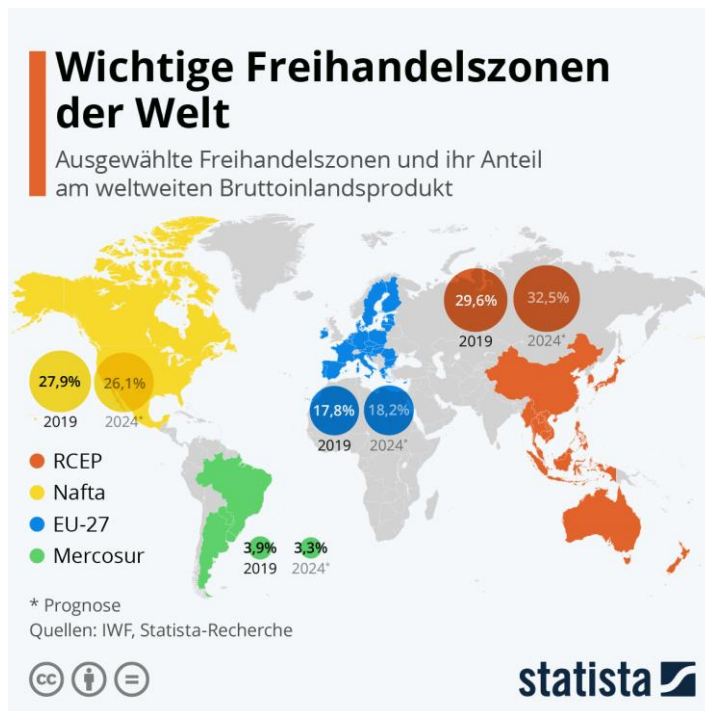 Wichtige Freihandelszonen
der Welt
Ausgewählte Freihandelszonen und ihr Anteil
am weltweiten Bruttoinlandsprodukt
29,6%
32,5%
2019
2024*
27,9%
26,1%
2019
2024*
17,8%
18,2%
2019
2024*
RCEP
Nafta
EU-27
Mercosur
3,9%
3,3%
2019
2024*
* Prognose
Quellen: IWF, Statista-Recherche
cc
statista